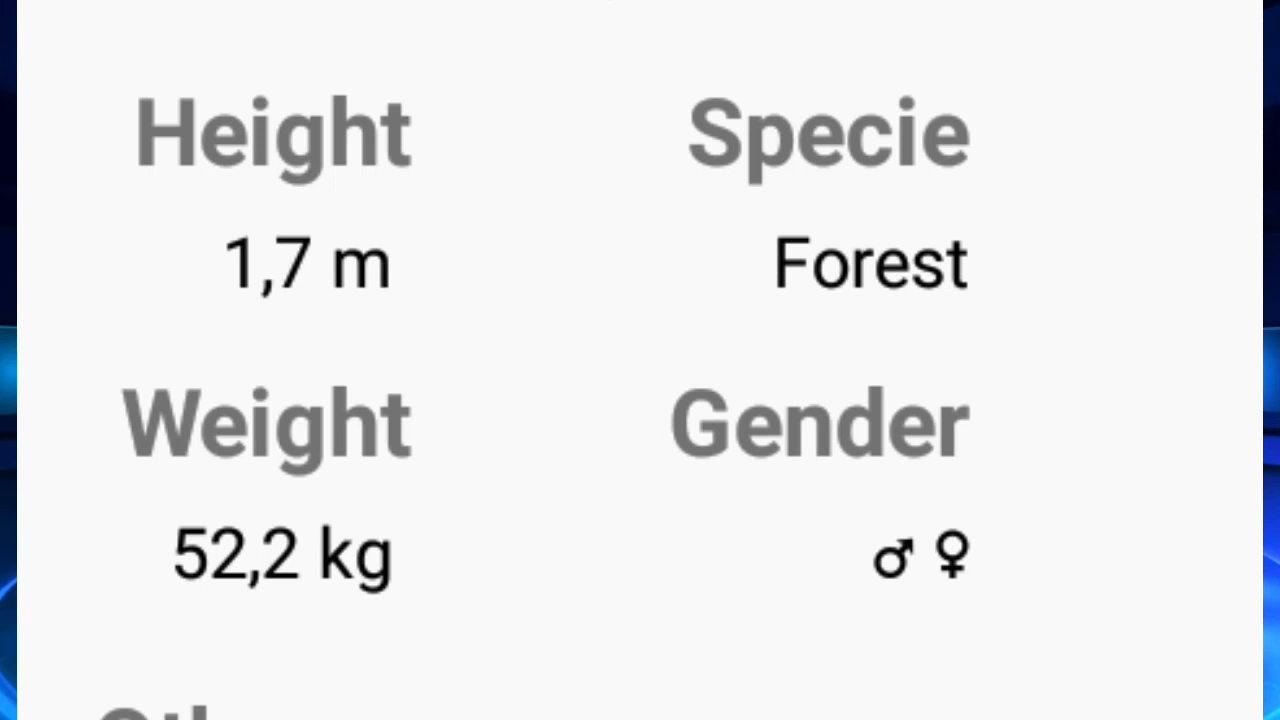 Height Specie
1,7 m Forest
Weight Gender
52,2 kg ♂ ♀